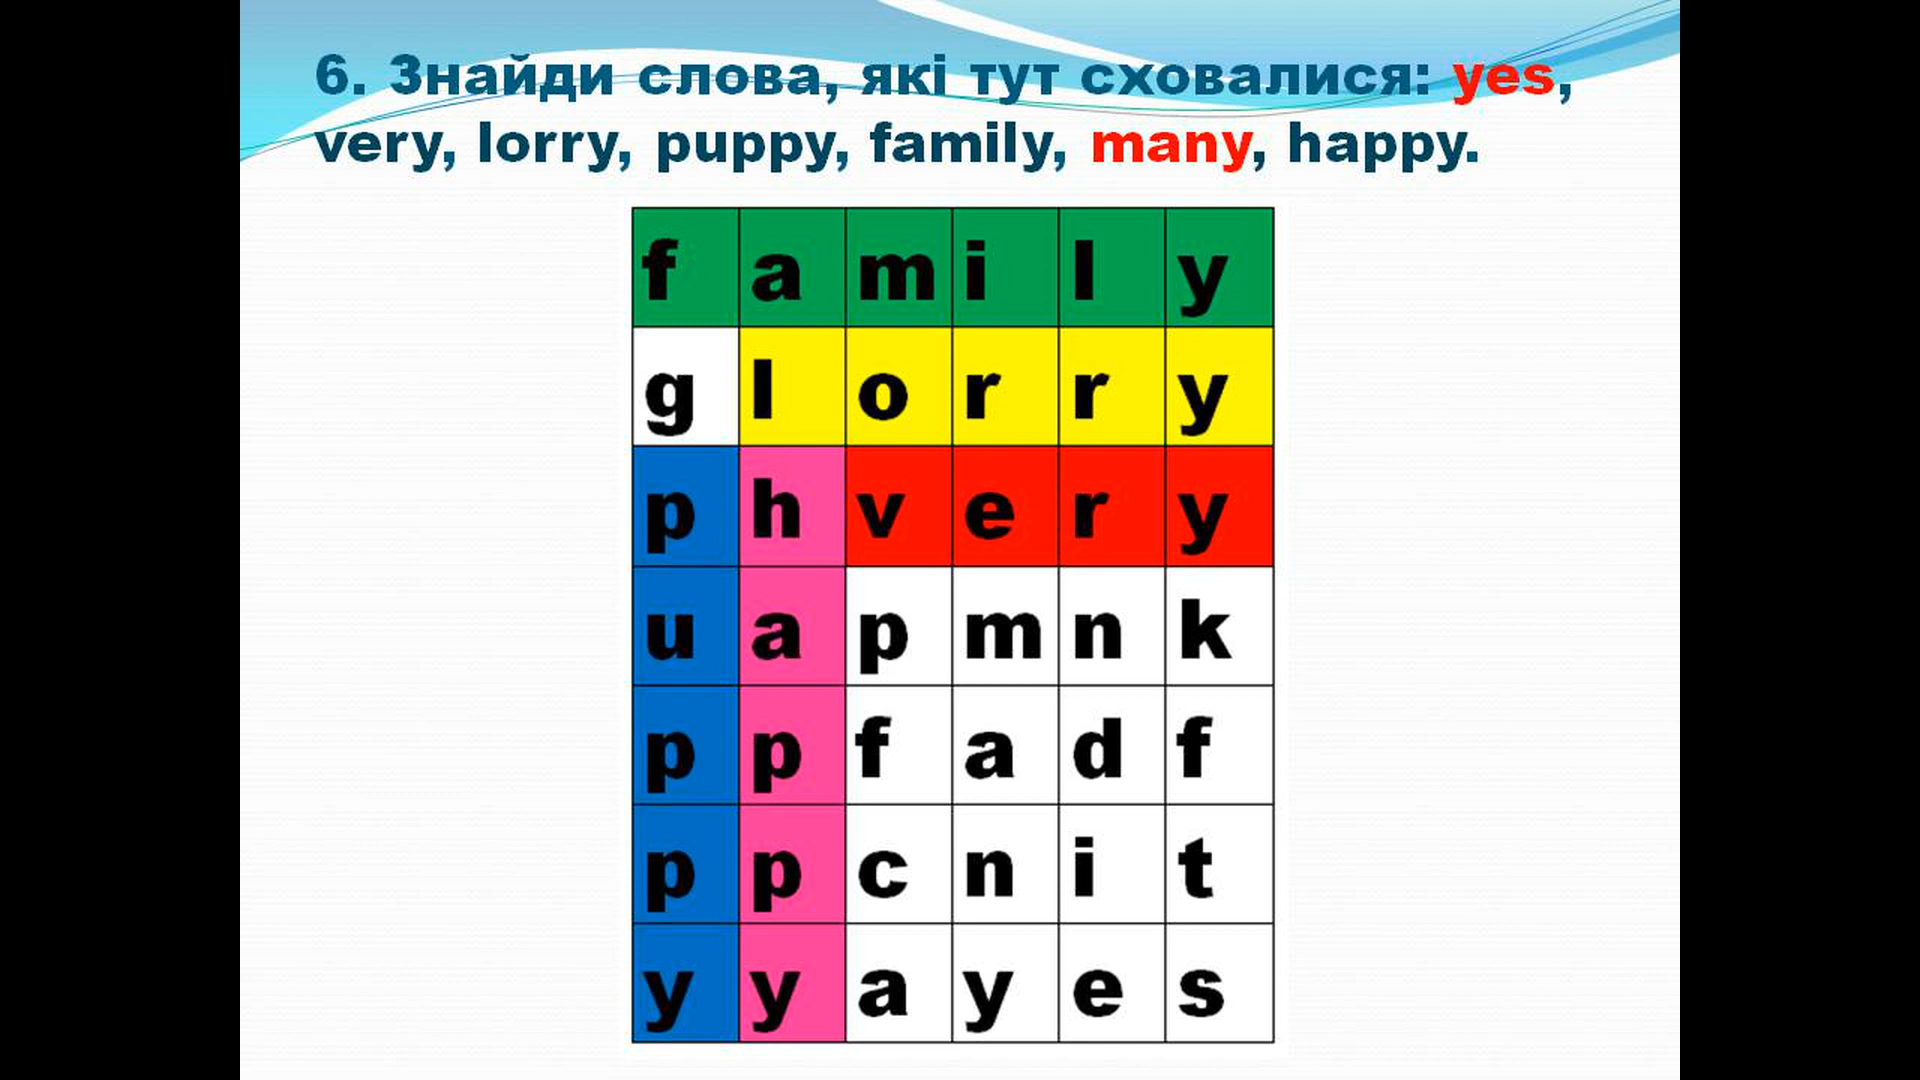 6. Знайди слова, які тут сховалися: yes,
very, lorry, puppy, family, many, happy.
f a m i l y
g l o r r y
p h v e r y
u a p m n k
p p f a d f
p p c n i t
y y a y e s